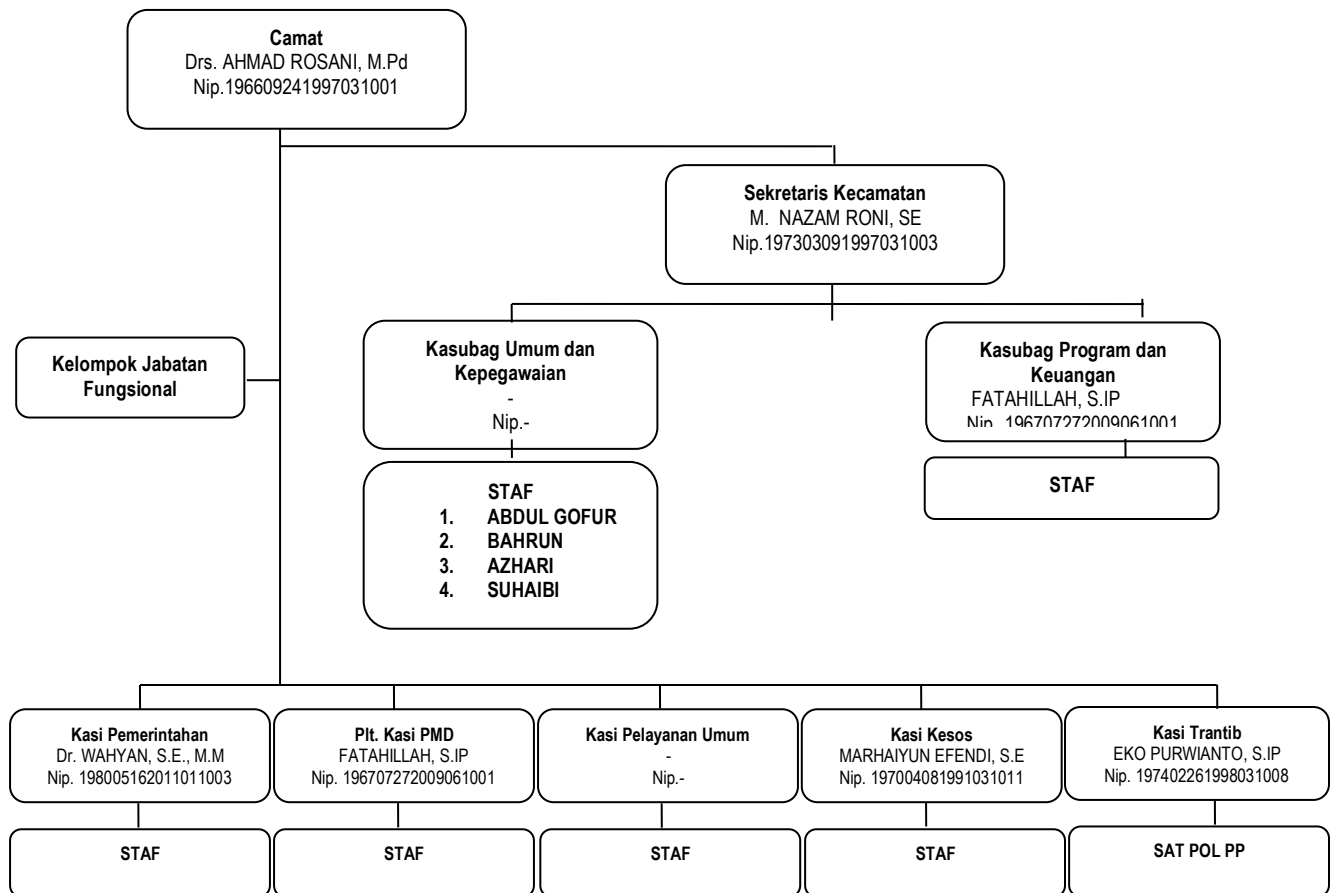 Camat
Drs. AHMAD ROSANI, M.Pd
Nip.196609241997031001
Sekretaris Kecamatan
M. NAZAM RONI, SE
Nip.197303091997031003
Kelompok Jabatan
Fungsional
Kasubag Umum dan
Kepegawaian
-
Nip.-
Kasubag Program dan
Keuangan
FATAHILLAH, S.IP
Nip. 196707272009061001
STAF
1. ABDUL GOFUR
2. BAHRUN
3. AZHARI
4. SUHAIBI
STAF
Kasi Pemerintahan
Dr. WAHYAN, S.E., M.M
Nip. 198005162011011003
Plt. Kasi PMD
FATAHILLAH, S.IP
Nip. 196707272009061001
Kasi Pelayanan Umum
-
Nip.-
Kasi Kesos
MARHAIYUN EFENDI, S.E
Nip. 197004081991031011
Kasi Trantib
EKO PURWIANTO, S.IP
Nip. 197402261998031008
STAF
STAF
STAF
STAF
SAT POL PP